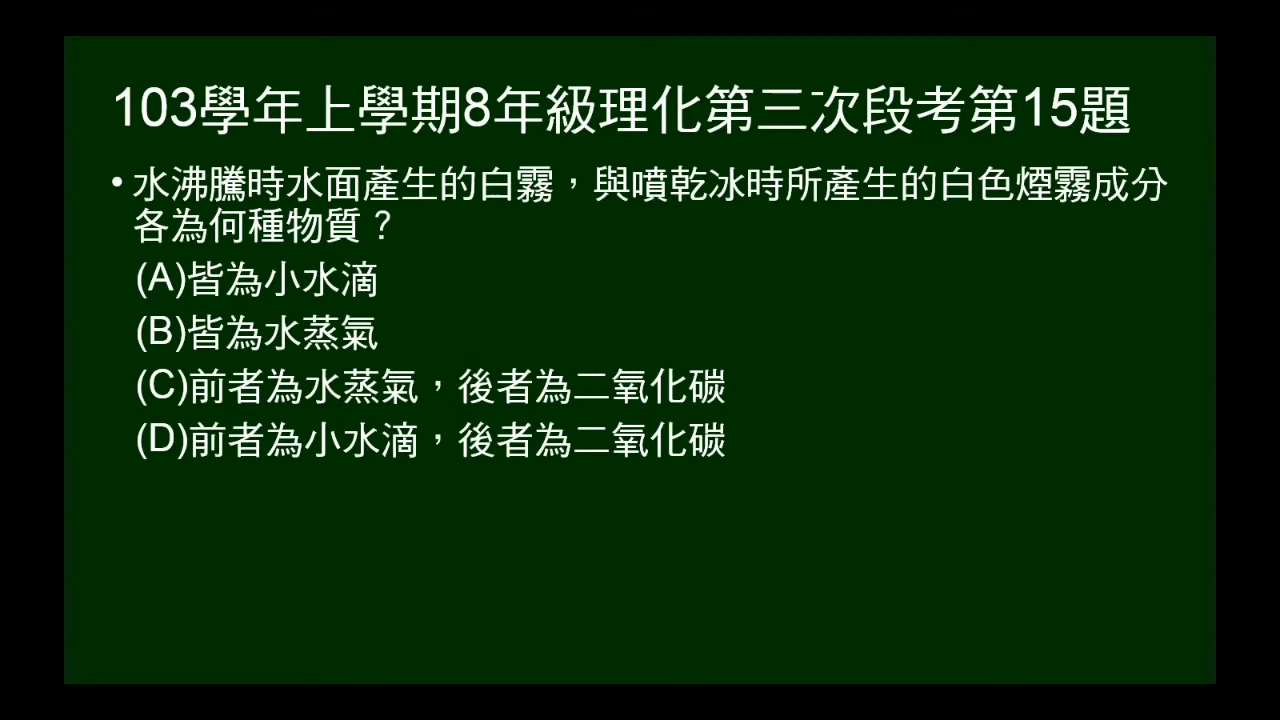 103學年上學期8年級理化第三次段考第15題
•水沸騰時水面產生的白霧，與噴乾冰時所產生的白色煙霧成分
各為何種物質？
(A)皆為小水滴
(B)皆為水蒸氣
(C)前者為水蒸氣，後者為二氧化碳
(D)前者為小水滴，後者為二氧化碳